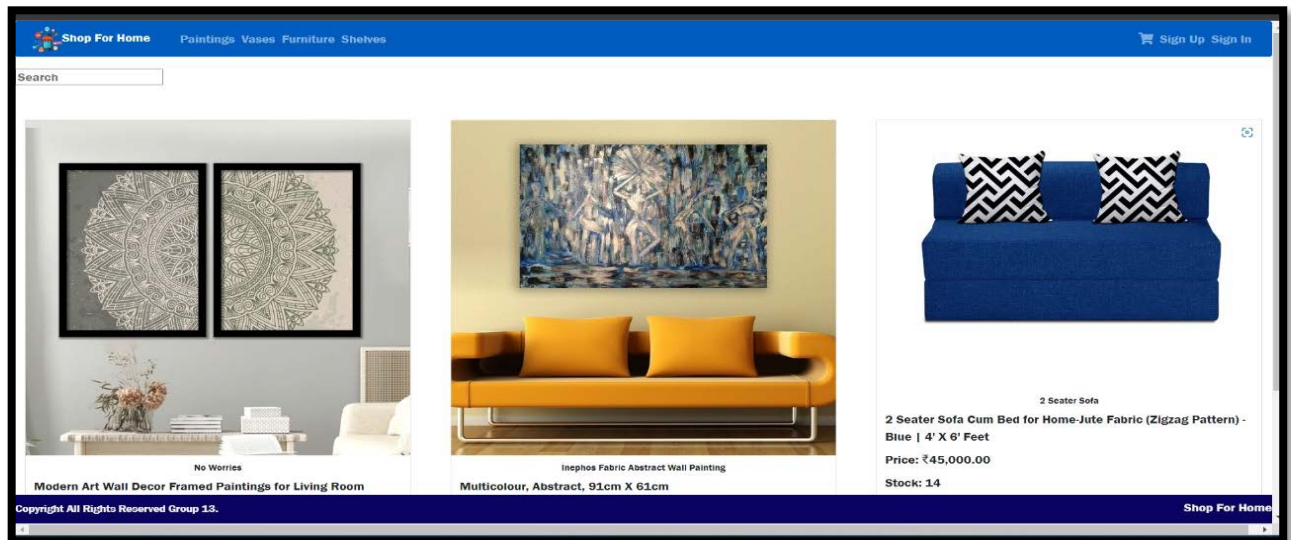 Shop For Home Paintings Vases Furniture Shelves Sign Up Sign In
Search
No Worries
Modern Art Wall Decor Framed Paintings for Living Room
Inephos Fabric Abstract Wall Painting
Multicolour, Abstract, 91cm X 61cm
2 Seater Sofa
2 Seater Sofa Cum Bed for Home-Jute Fabric (Zigzag Pattern) -
Blue | 4' X 6' Feet
Price: ₹45,000.00
Stock: 14
Copyright All Rights Reserved Group 13. Shop For Home